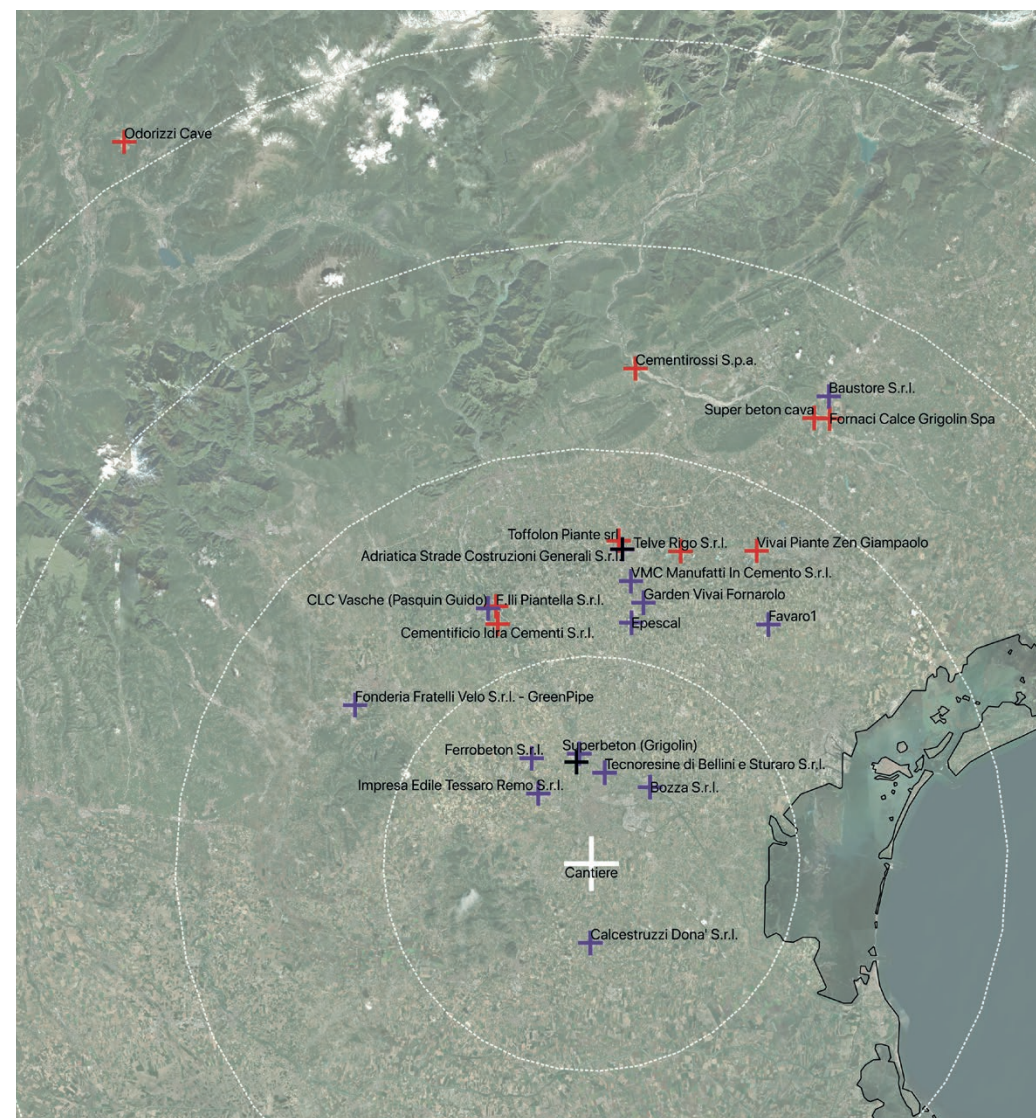 Odorizzi Cave
Cementirossi S.p.a.
Baustore S.r.l.
Super beton cava
Fornaci Calce Grigolin Spa
Toffolon Piante srl
Telve Rigo S.r.l.
Vivai Piante Zen Giampaolo
Adriatica Strade Costruzioni Generali S.r.l.
VMC Manufatti In Cemento S.r.l.
Garden Vivai Fornarolo
CLC Vasche (Pasquin Guido)
F.lli Piantella S.r.l.
Favaro1
Epescal
Cementificio Idra Cementi S.r.l.
Fonderia Fratelli Velo S.r.l. - GreenPipe
Superbeton (Grigolin)
Ferrobeton S.r.l.
Tecnoresine di Bellini e Sturaro S.r.l.
Impresa Edile Tessaro Remo S.r.l.
Bozza S.r.l.
Cantiere
Calcestruzzi Dona' S.r.l.